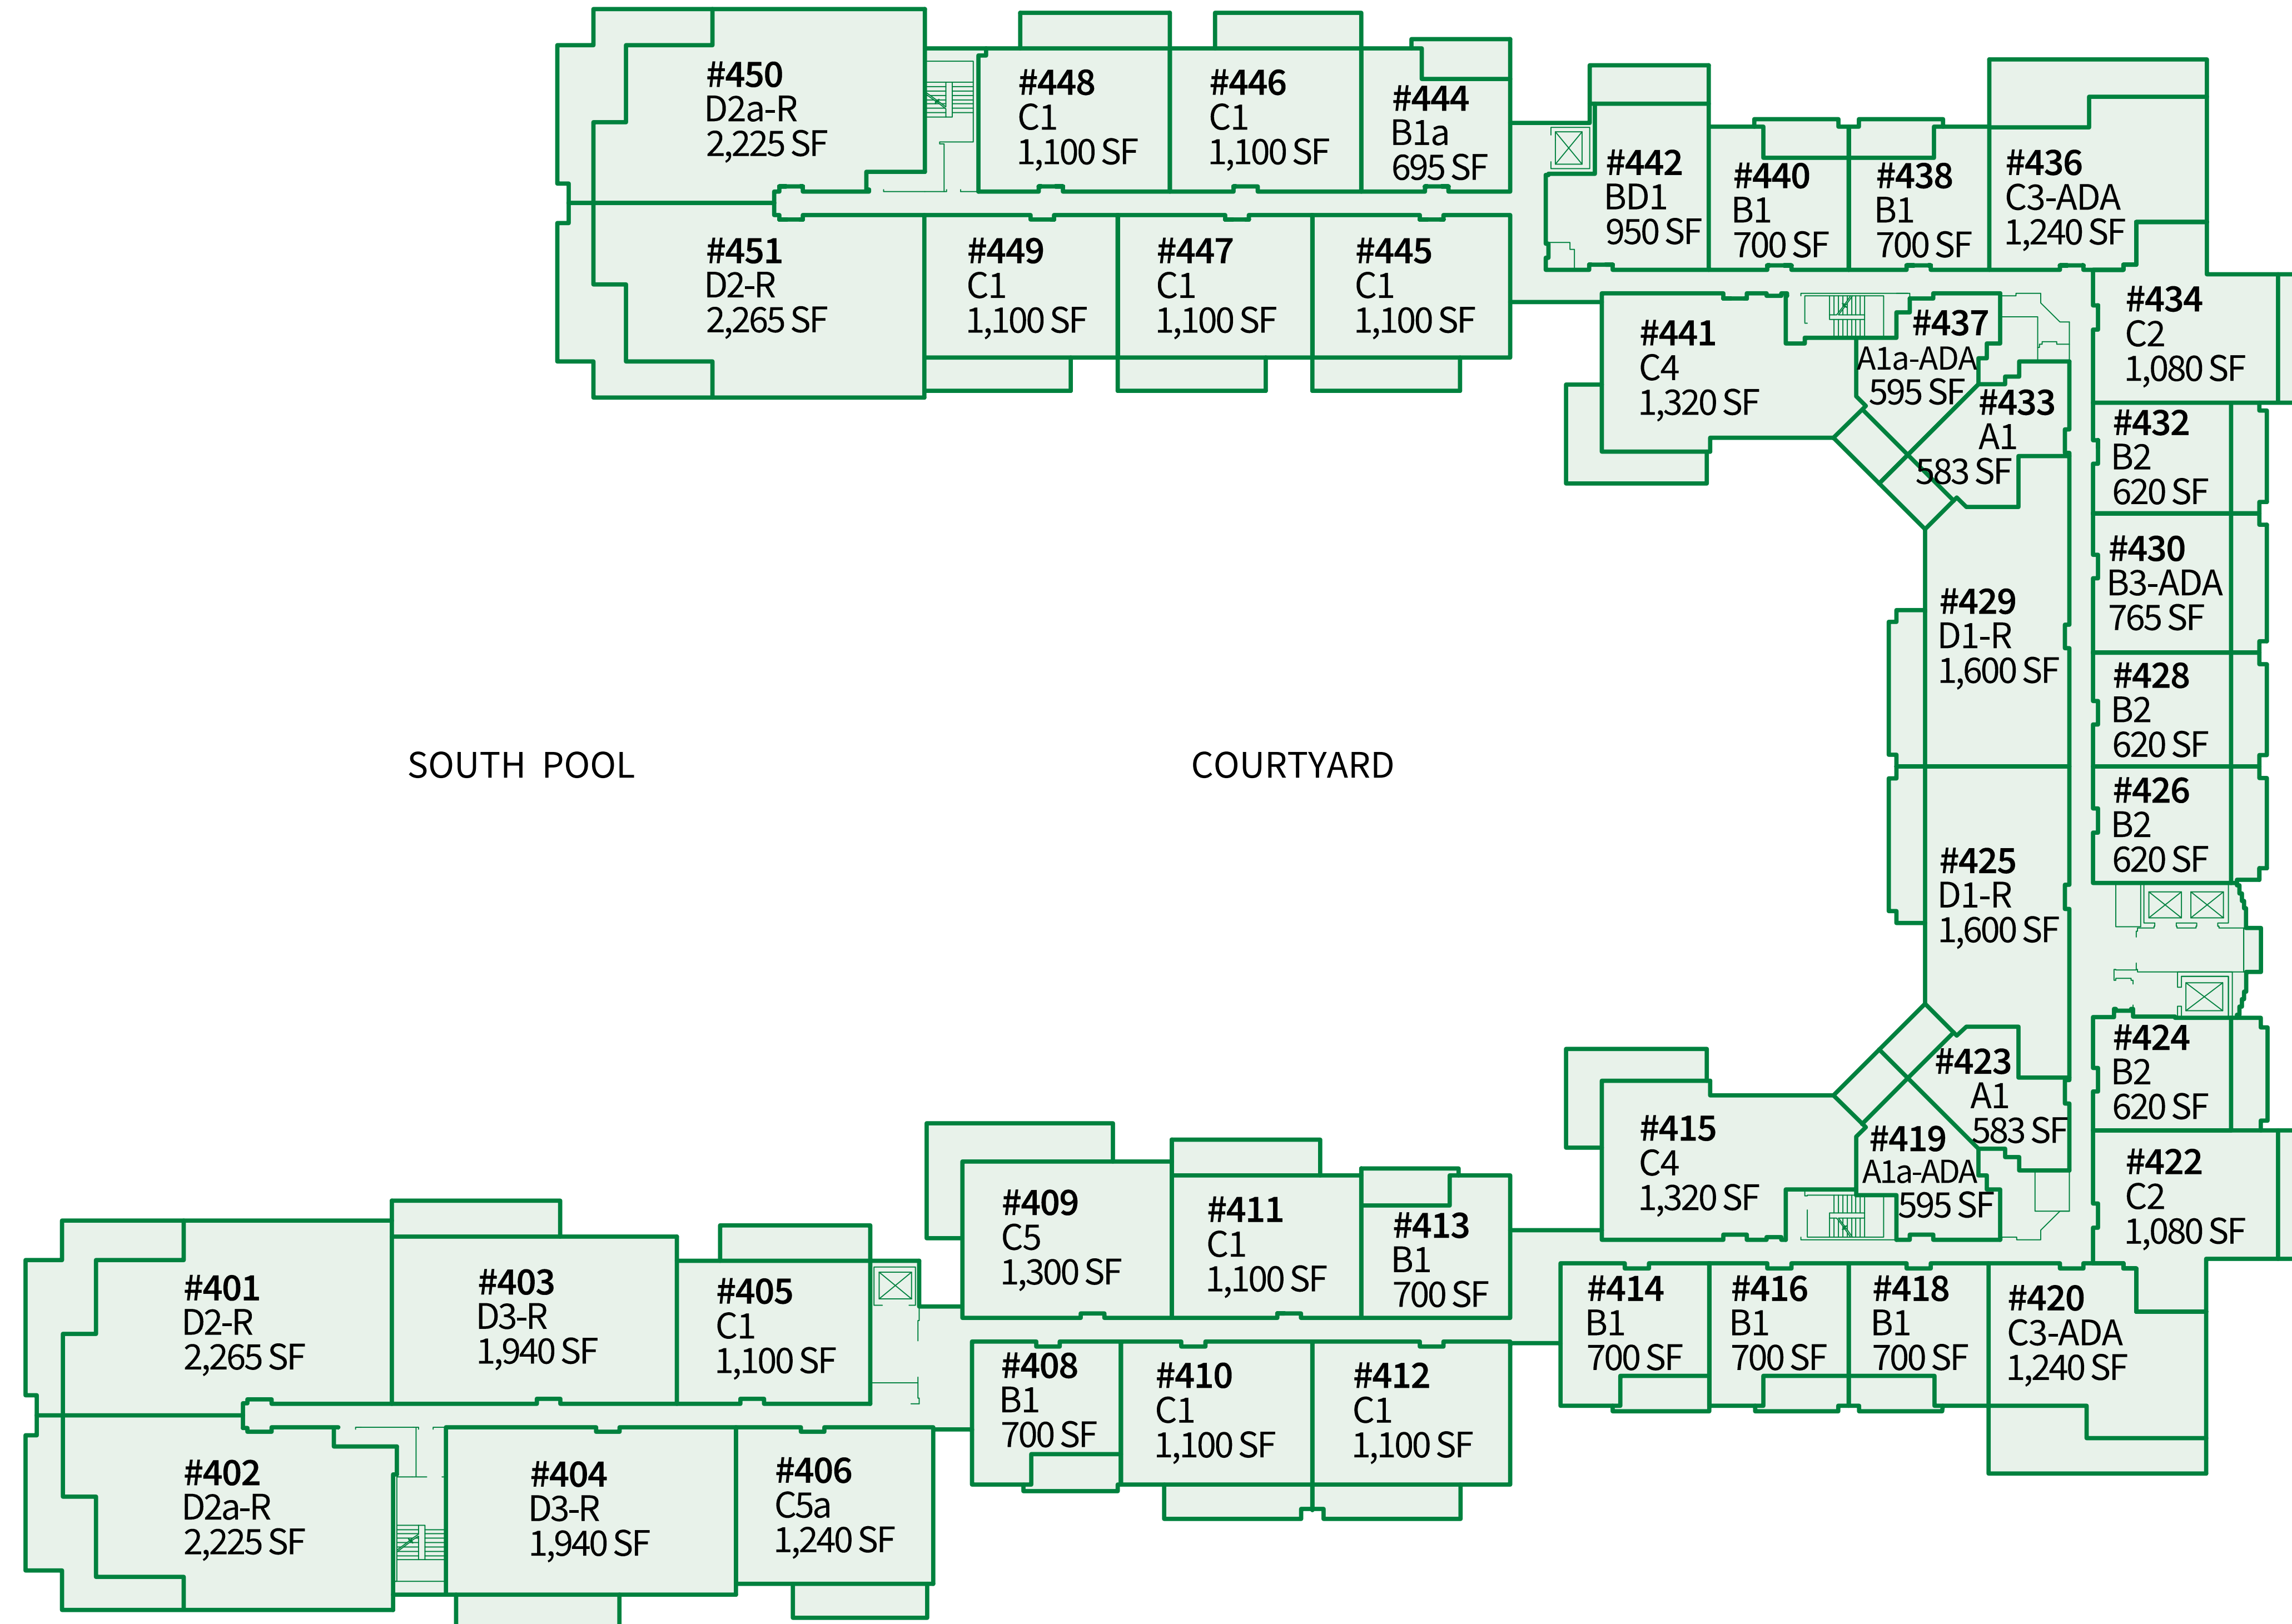 #450
D2a-R
2,225 SF
#448
C1
1,100 SF
#446
C1
1,100 SF
#444
B1a
695 SF
#442
BD1
950 SF
#440
B1
700 SF
#438
B1
700 SF
#436
C3-ADA
1,240 SF
#451
D2-R
2,265 SF
#449
C1
1,100 SF
#447
C1
1,100 SF
#445
C1
1,100 SF
#441
C4
1,320 SF
#437
A1a-ADA
595 SF
#433
A1
583 SF
#434
C2
1,080 SF
#432
B2
620 SF
#430
B3-ADA
765 SF
#429
D1-R
1,600 SF
#428
B2
620 SF
SOUTH POOL
COURTYARD
#426
B2
620 SF
#425
D1-R
1,600 SF
#424
B2
620 SF
#423
A1
583 SF
#419
A1a-ADA
595 SF
#415
C4
1,320 SF
#422
C2
1,080 SF
#409
C5
1,300 SF
#411
C1
1,100 SF
#413
B1
700 SF
#401
D2-R
2,265 SF
#403
D3-R
1,940 SF
#405
C1
1,100 SF
#414
B1
700 SF
#416
B1
700 SF
#418
B1
700 SF
#420
C3-ADA
1,240 SF
#408
B1
700 SF
#410
C1
1,100 SF
#412
C1
1,100 SF
#402
D2a-R
2,225 SF
#404
D3-R
1,940 SF
#406
C5a
1,240 SF